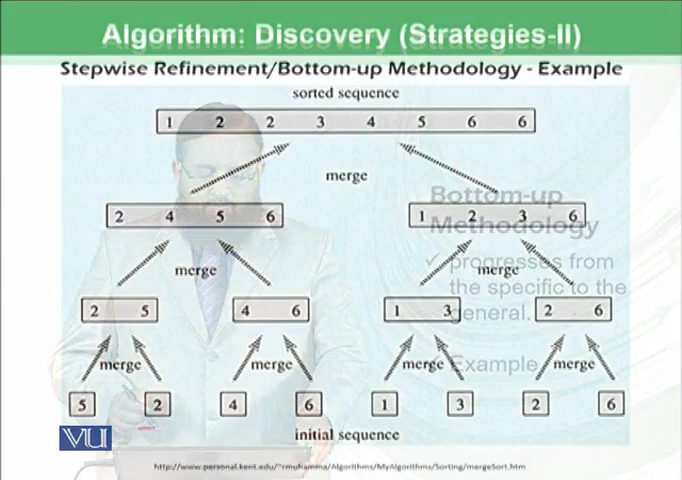 Algorithm: Discovery (Strategies-II)
Stepwise Refinement/Bottom-up Methodology - Example
sorted sequence
1 2 2 3 4 5 6 6
merge
Bottom-up
Methodology
2 4 5 6
1 2 3 6
✓ progresses from
the specific to the
general.
merge
merge
2 5
4 6
1 3
2 6
merge
merge
merge
merge
Example
5
2
4
6
1
3
2
6
VU
initial sequence
http://www.personal.kent.edu/~rmuhamma/Algorithms/MyAlgorithms/Sorting/mergeSort.htm